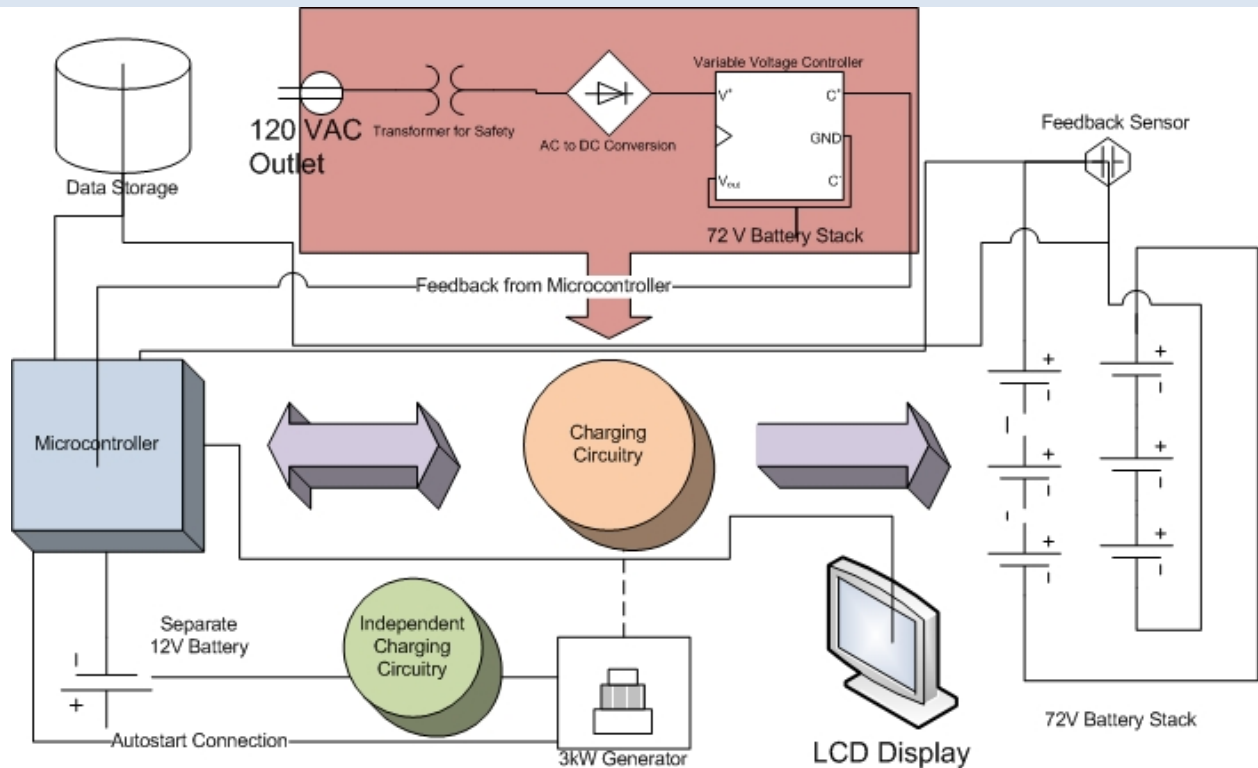 Variable Voltage Controller
V+
C+
GND
Vout
C-
120 VAC
Outlet
Transformer for Safety
AC to DC Conversion
72 V Battery Stack
Data Storage
Feedback Sensor
Feedback from Microcontroller
Microcontroller
Charging
Circuitry
+
+
+
+
+
+
Separate
12V Battery
+
Independent
Charging
Circuitry
Autostart Connection
3kW Generator
LCD Display
72V Battery Stack